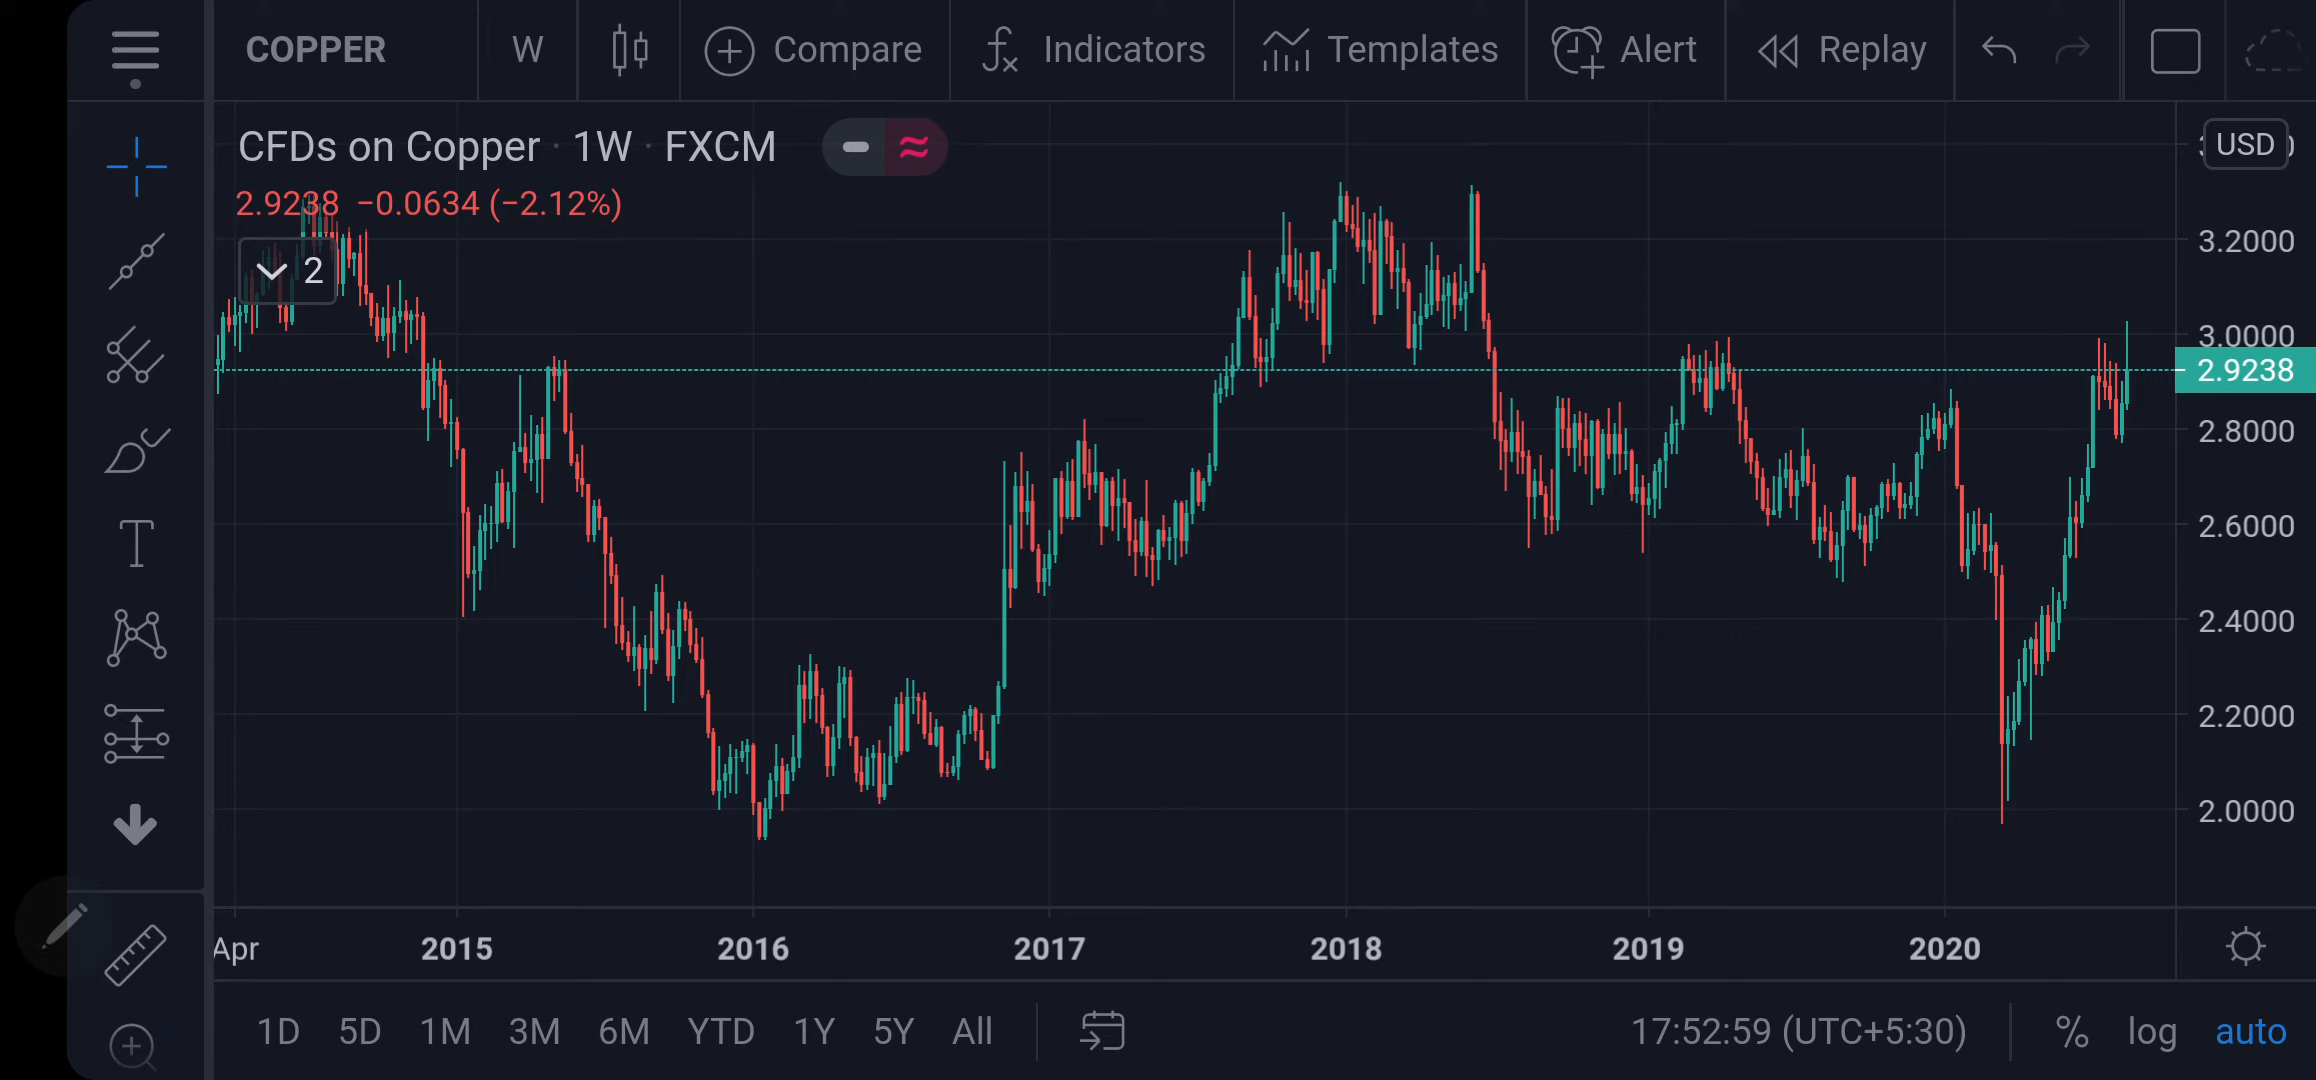 COPPER W Compare Indicators Templates Alert Replay
CFDs on Copper · 1W · FXCM
USD
2.9238 −0.0634 (−2.12%)
2
3.2000
3.0000
2.9238
2.8000
2.6000
2.4000
2.2000
2.0000
Apr 2015 2016 2017 2018 2019 2020
1D 5D 1M 3M 6M YTD 1Y 5Y All 17:52:59 (UTC+5:30) % log auto